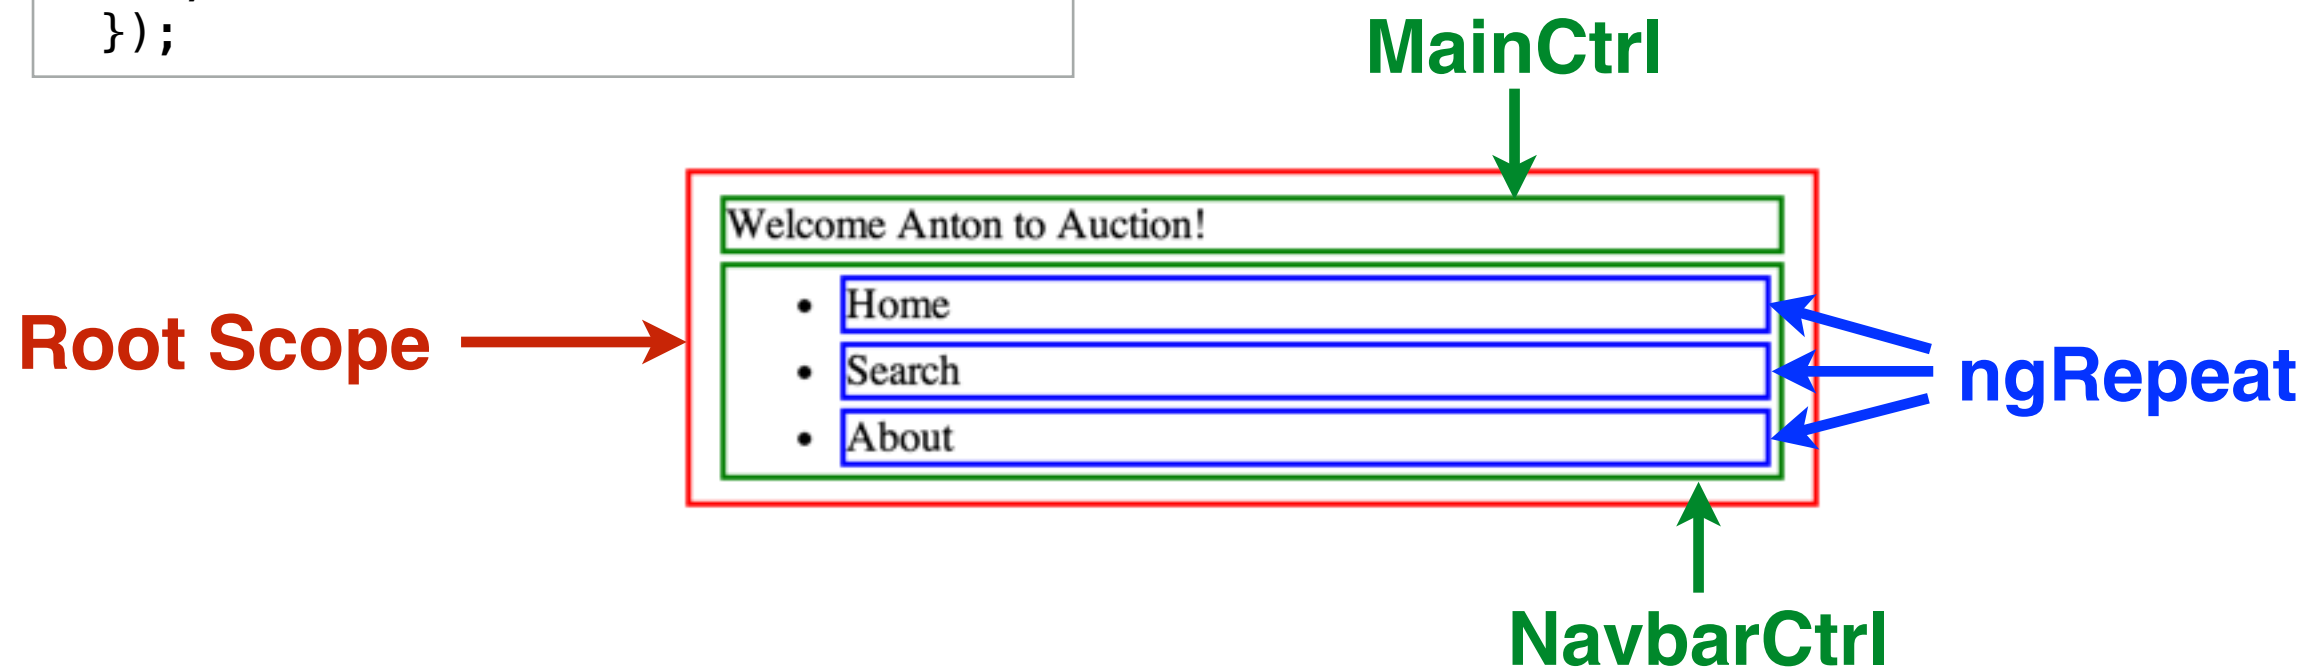 });
MainCtrl
Welcome Anton to Auction!
• Home
Root Scope
• Search
ngRepeat
• About
NavbarCtrl